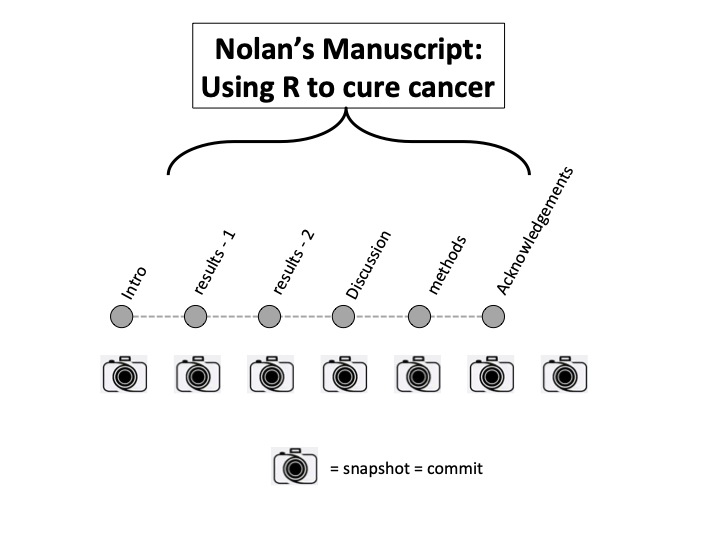 Nolan’s Manuscript:
Using R to cure cancer
Intro
results - 1
results - 2
Discussion
methods
Acknowledgements
= snapshot = commit